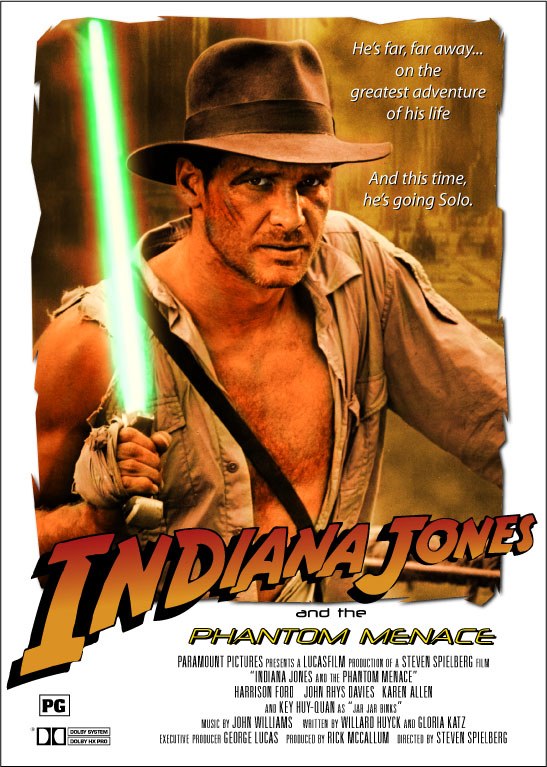 He's far, far away...
on the
greatest adventure
of his life
And this time,
he's going Solo.
INDIANA JONES
and the
PHANTOM MENACE
PARAMOUNT PICTURES PRESENTS A LUCASFILM PRODUCTION OF A STEVEN SPIELBERG FILM
"INDIANA JONES AND THE PHANTOM MENACE"
HARRISON FORD JOHN RHYS DAVIES KAREN ALLEN
AND KEY HUY-QUAN AS "JAR JAR BINKS"
MUSIC BY JOHN WILLIAMS WRITTEN BY WILLARD HUYCK AND GLORIA KATZ
EXECUTIVE PRODUCER GEORGE LUCAS PRODUCED BY RICK MCCALLUM DIRECTED BY STEVEN SPIELBERG
PG
DOLBY SYSTEM
DOLBY HX PRO